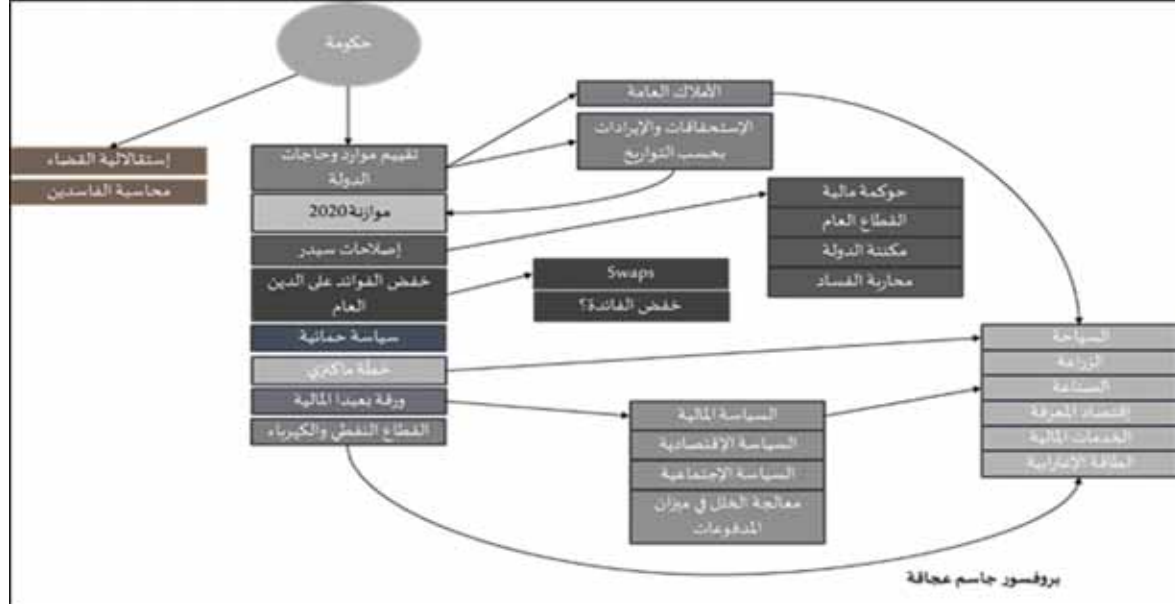 حكومة
إستقلالية القضاء
محاسبة الفاسدين
تقييم موارد وحاجات
الدولة
موازنة 2020
إصلاحات سيدر
خفض الفوائد على الدين
العام
سياسة حمائية
خطة ماكنزي
ورقة بعبدا المالية
القطاع النفطي والكهرباء
الأملاك العامة
الإستحقاقات والإيرادات
بحسب التواريخ
حوكمة مالية
القطاع العام
مكننة الدولة
محاربة الفساد
Swaps
خفض الفائدة؟
السياسة المالية
السياسة الإقتصادية
السياسة الإجتماعية
معالجة الخلل في ميزان
المدفوعات
السياحة
الزراعة
الصناعة
إقتصاد المعرفة
الخدمات المالية
الطاقة الإغترابية
بروفسور جاسم عجاقة